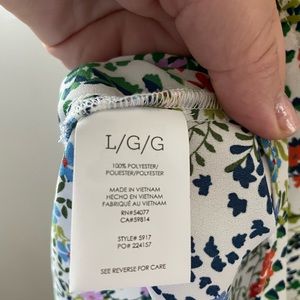 L/G/G
100% POLYESTER/
POLIESTER/POLYESTER
MADE IN VIETNAM
HECHO EN VIETNAM
FABRIQUÉ AU VIETNAM
RN#54077
CA#59814
STYLE# 5917
PO# 224157
SEE REVERSE FOR CARE